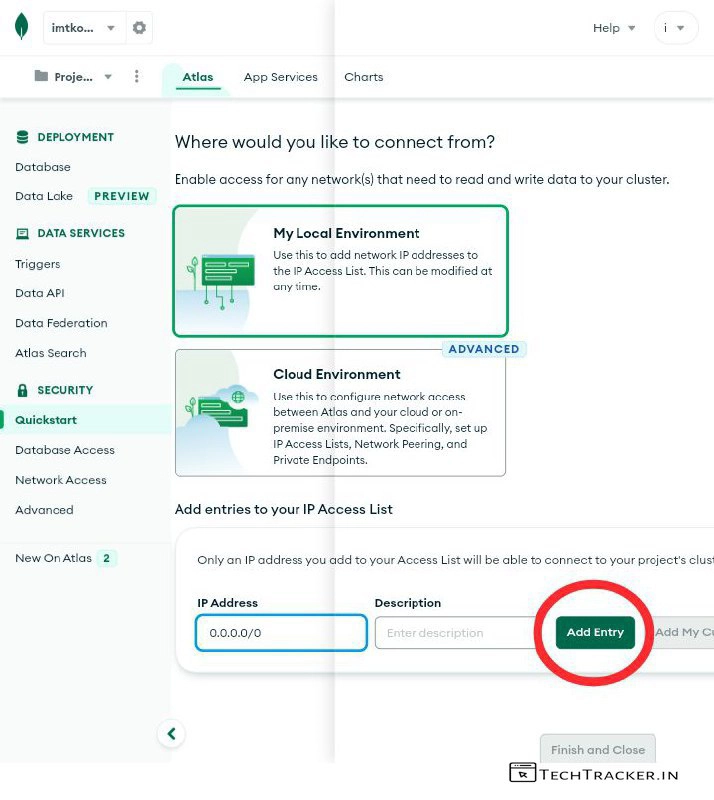 imtko...
Help
i
Proje...
Atlas
App Services
Charts
DEPLOYMENT
Database
Data Lake
PREVIEW
DATA SERVICES
Triggers
Data API
Data Federation
Atlas Search
SECURITY
Quickstart
Database Access
Network Access
Advanced
New On Atlas
2
Where would you like to connect from?
Enable access for any network(s) that need to read and write data to your cluster.
My Local Environment
Use this to add network IP addresses to
the IP Access List. This can be modified at
any time.
ADVANCED
Cloud Environment
Use this to configure network access
between Atlas and your cloud or on-
premise environment. Specifically, set up
IP Access Lists, Network Peering, and
Private Endpoints.
Add entries to your IP Access List
Only an IP address you add to your Access List will be able to connect to your project's clust
IP Address
Description
0.0.0.0/0
Enter description
Add Entry
Add My Cu
Finish and Close
TECHTRACKER.IN